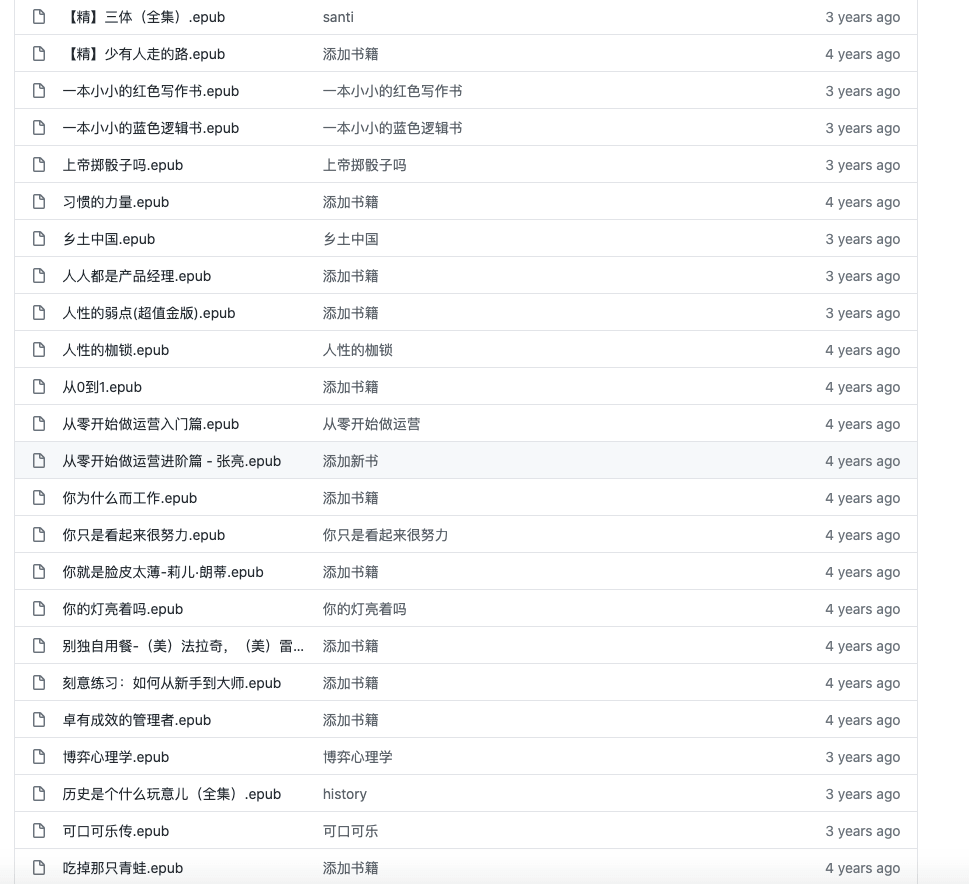 【精】三体（全集）.epub santi 3 years ago
【精】少有人走的路.epub 添加书籍 4 years ago
一本小小的红色写作书.epub 一本小小的红色写作书 3 years ago
一本小小的蓝色逻辑书.epub 一本小小的蓝色逻辑书 3 years ago
上帝掷骰子吗.epub 上帝掷骰子吗 3 years ago
习惯的力量.epub 添加书籍 4 years ago
乡土中国.epub 乡土中国 3 years ago
人人都是产品经理.epub 添加书籍 3 years ago
人性的弱点(超值金版).epub 添加书籍 3 years ago
人性的枷锁.epub 人性的枷锁 4 years ago
从0到1.epub 添加书籍 4 years ago
从零开始做运营入门篇.epub 从零开始做运营 4 years ago
从零开始做运营进阶篇 - 张亮.epub 添加新书 4 years ago
你为什么而工作.epub 添加书籍 4 years ago
你只是看起来很努力.epub 你只是看起来很努力 4 years ago
你就是脸皮太薄-莉儿·朗蒂.epub 添加书籍 4 years ago
你的灯亮着吗.epub 你的灯亮着吗 4 years ago
别独自用餐-（美）法拉奇，（美）雷... 添加书籍 4 years ago
刻意练习：如何从新手到大师.epub 添加书籍 4 years ago
卓有成效的管理者.epub 添加书籍 4 years ago
博弈心理学.epub 博弈心理学 3 years ago
历史是个什么玩意儿（全集）.epub history 3 years ago
可口可乐传.epub 可口可乐 3 years ago
吃掉那只青蛙.epub 添加书籍 4 years ago